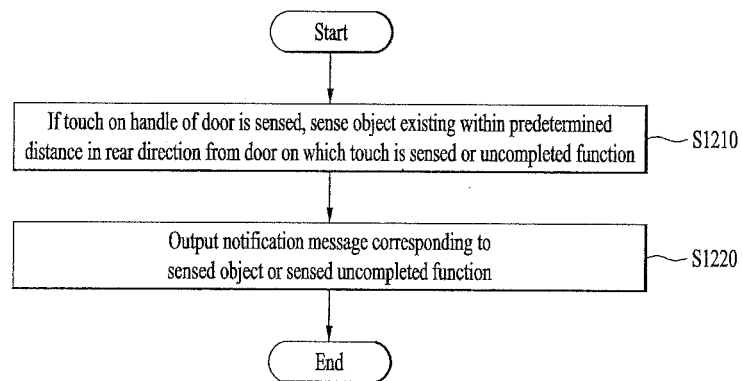 Start
If touch on handle of door is sensed, sense object existing within predetermined
distance in rear direction from door on which touch is sensed or uncompleted function
S1210
Output notification message corresponding to
sensed object or sensed uncompleted function
S1220
End